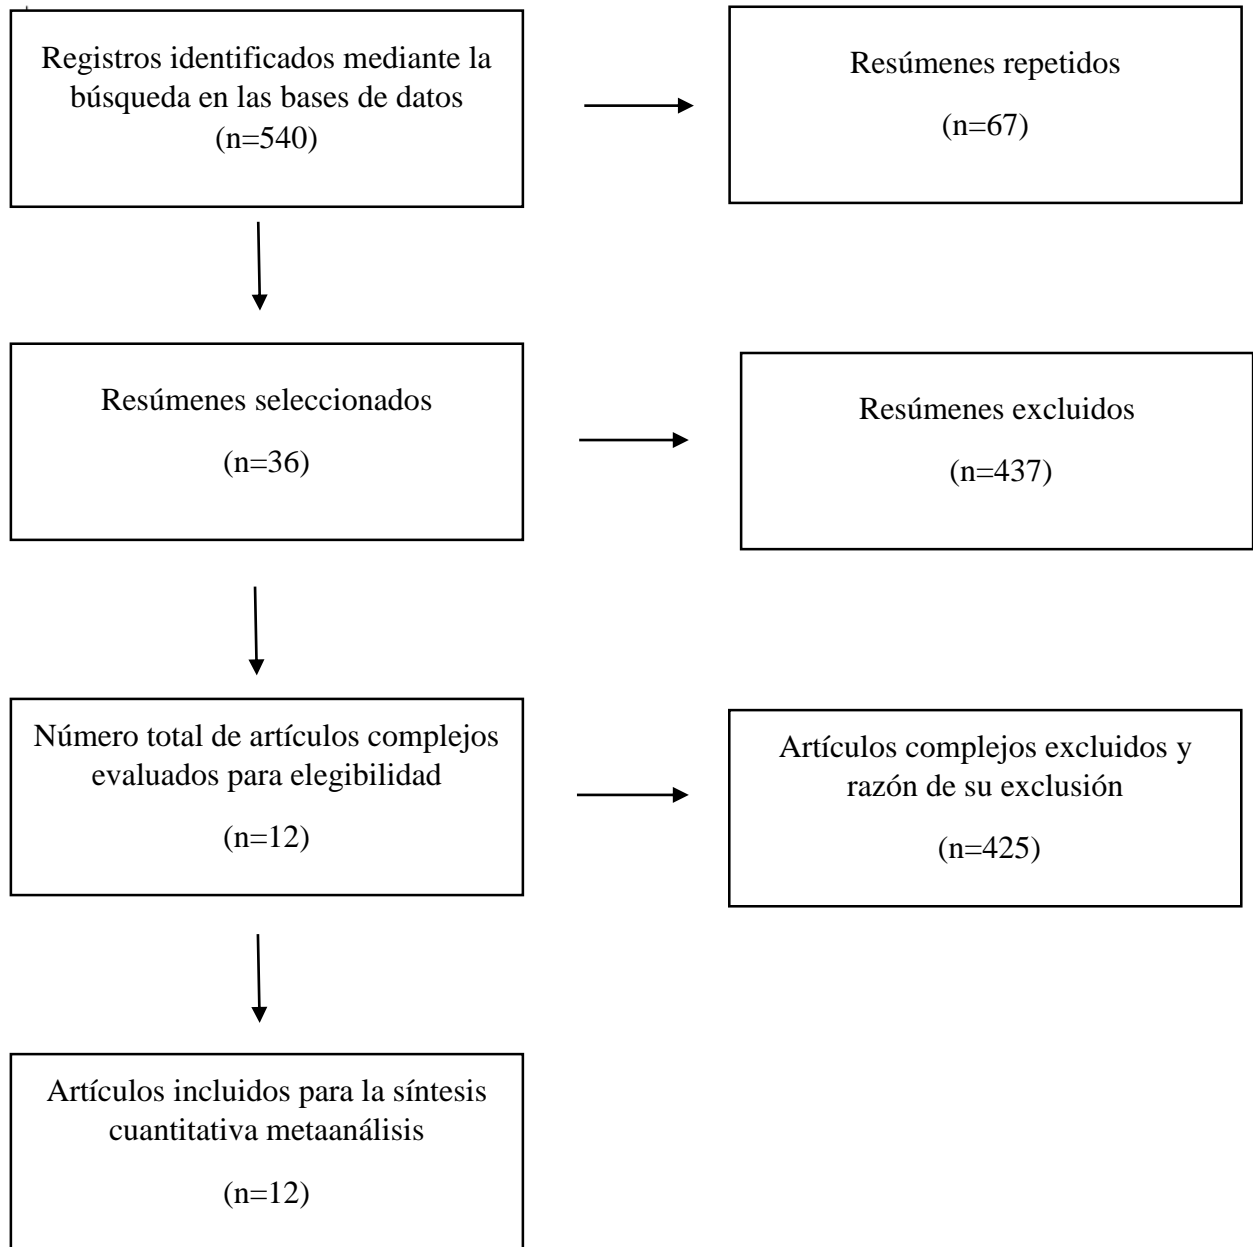 Registros identificados mediante la
búsqueda en las bases de datos
(n=540)
Resúmenes repetidos
(n=67)
Resúmenes seleccionados
(n=36)
Resúmenes excluidos
(n=437)
Número total de artículos complejos
evaluados para elegibilidad
(n=12)
Artículos complejos excluidos y
razón de su exclusión
(n=425)
Artículos incluidos para la síntesis
cuantitativa metaanálisis
(n=12)